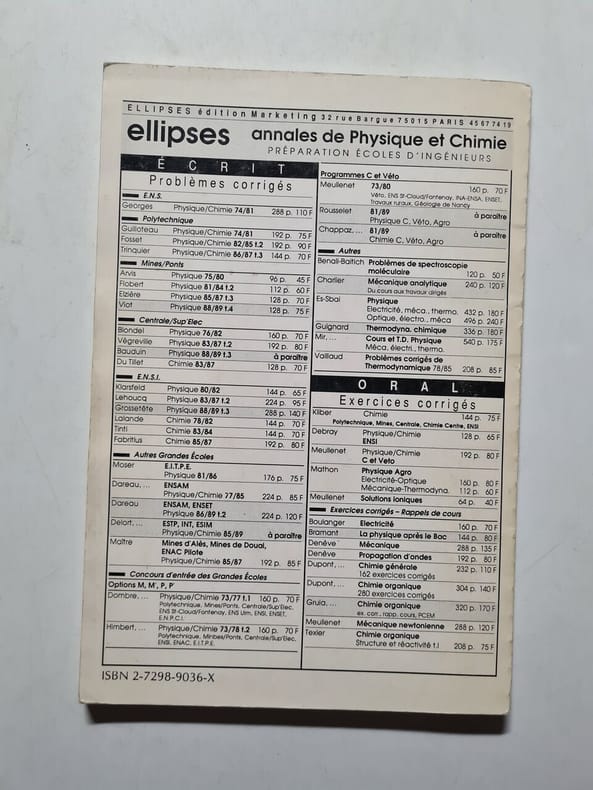 ELLIPSES édition Marketing 32 rue Bargue 75015 PARIS 45 67 74 19
ellipses annales de Physique et Chimie
PRÉPARATION ÉCOLES D'INGÉNIEURS
ÉCRIT
Problèmes corrigés
E.N.S.
Georges Physique/Chimie 74/81 288 p. 110 F
Polytechnique
Guilloteau Physique/Chimie 74/81 192 p. 75 F
Fosset Physique/Chimie 82/85 t.2 192 p. 90 F
Trinquier Physique/Chimie 86/87 t.3 144 p. 70 F
Mines/Ponts
Arvis Physique 75/80 96 p. 45 F
Flobert Physique 81/84 t.2 112 p. 60 F
Elzière Physique 85/87 t.3 128 p. 70 F
Viot Physique 88/89 t.4 128 p. 75 F
Centrale/Sup'Elec
Blondel Physique 76/82 160 p. 70 F
Végreville Physique 83/87 t.2 192 p. 80 F
Bauduin Physique 88/89 t.3 à paraître
Du Tillet Chimie 83/87 128 p. 70 F
E.N.S.I.
Klarsfeld Physique 80/82 144 p. 65 F
Lehoucq Physique 83/87 t.2 224 p. 95 F
Grossetête Physique 88/89 t.3 288 p. 140 F
Lalande Chimie 78/82 144 p. 70 F
Tinti Chimie 83/84 144 p. 70 F
Fabritius Chimie 85/87 192 p. 80 F
Autres Grandes Écoles
Moser E.I.T.P.E.
Physique 81/86 176 p. 75 F
Dareau,... ENSAM
Physique/Chimie 77/85 224 p. 85 F
Dareau ENSAM, ENSET
Physique 86/89 t.2 224 p. 120 F
Delort,... ESTP, INT, ESIM
Physique/Chimie 85/89 à paraître
Maître Mines d'Alés, Mines de Douai,
ENAC Pilote
Physique/Chimie 85/87 192 p. 85 F
Concours d'entrée des Grandes Écoles
Options M, M', P, P'
Dombre,... Physique/Chimie 73/77 t.1 160 p. 70 F
Polytechnique, Mines/Ponts, Centrale/Sup'Elec,
ENS St-Cloud/Fontenay, ENS Ulm, ENS, ENSET,
E.N.P.C.I.
Himbert,... Physique/Chimie 73/78 t.2 160 p. 70 F
Polytechnique, Mines/Ponts, Centrale/Sup'Elec,
ENSI, ENAC, E.I.T.P.E.
Programmes C et Véto
Meullenet 73/80 160 p. 70 F
Véto, ENS St-Cloud/Fontenay, INA-ENSA, ENSET,
Travaux ruraux, Géologie de Nancy
Rousselet 81/89 à paraître
Physique C, Véto, Agro
Chappaz,... 81/89 à paraître
Chimie C, Véto, Agro
Autres
Benali-Baitich Problèmes de spectroscopie
moléculaire 120 p. 50 F
Charlier Mécanique analytique 240 p. 120 F
Du cours aux travaux dirigés
Es-Sbai Physique
Electricité, méca., thermo. 432 p. 180 F
Optique, électro., méca 496 p. 240 F
Guignard Thermodyna. chimique 336 p. 180 F
Mir,... Cours et T.D. Physique 540 p. 175 F
Méca. électri., thermo.
Vaillaud Problèmes corrigés de
Thermodynamique 78/85 208 p. 85 F
ORAL
Exercices corrigés
Kliber Chimie 144 p. 75 F
Polytechnique, Mines, Centrale, Chimie Centre, ENSI
Debray Physique/Chimie 128 p. 65 F
ENSI
Meullenet Physique/Chimie 192 p. 80 F
C et Veto
Mathon Physique Agro
Electricité-Optique 160 p. 80 F
Mécanique-Thermodyna. 112 p. 60 F
Meullenet Solutions ioniques 64 p. 40 F
Exercices corrigés - Rappels de cours
Boulanger Electricité 160 p. 70 F
Bramant La physique après le Bac 144 p. 80 F
Denève Mécanique 288 p. 135 F
Denève Propagation d'ondes 192 p. 80 F
Dupont,... Chimie générale 232 p. 110 F
162 exercices corrigés
Dupont,... Chimie organique 304 p. 140 F
280 exercices corrigés
Gruia,... Chimie organique 320 p. 170 F
ex. corr., rapp. cours, PCEM
Meullenet Mécanique newtonienne 288 p. 120 F
Texier Chimie organique
Structure et réactivité t.1 208 p. 75 F
ISBN 2-7298-9036-X